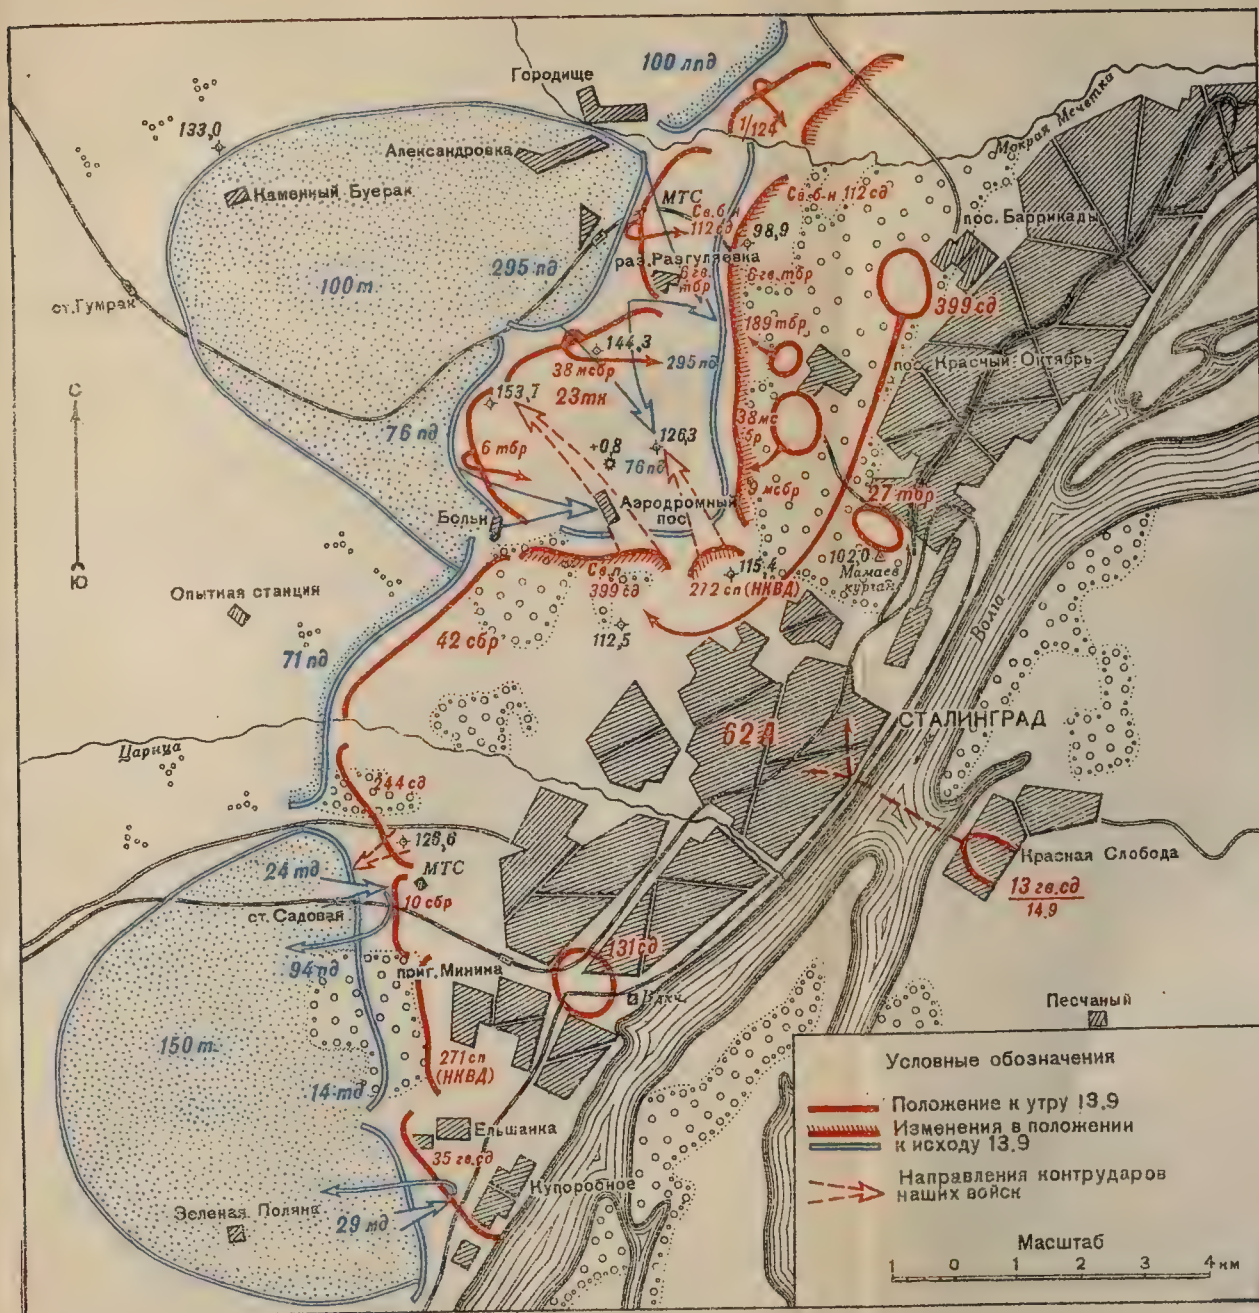 100 лпд
Городище
1/124
Мокрая Мечетка
133,0
Александровка
Каменный Буерак
МТС
Св. б-н
112 сд
Св. б-н 112 сд
98,9
пос. Баррикады
295 пд
раз. Разгуляевка
6 гв.
тбр
6 гв. тбр
100 т.
ст. Гумрак
399 сд
189 тбр
144,3
38 мсбр
295 пд
пос. Красный Октябрь
С
153,7
23 тк
76 пд
38 мс
бр
6 тбр
+0,8
126,3
76 пд
9 мсбр
27 тбр
Аэродромный
пос.
Больн
102,0
Мамаев
курган
Ю
Св. п.
399 сд
115,4
272 сп (НКВД)
Опытная станция
42 сбр
112,5
Волга
71 пд
62 А
СТАЛИНГРАД
Царица
244 сд
126,6
24 тд
МТС
Красная Слобода
10 сбр
13 гв. сд
14.9
ст. Садовая
131 сд
94 пд
приг. Минина
Вдкч.
Песчаный
150 т.
271 сп
(НКВД)
14 тд
Ельшанка
35 гв. сд
Купоросное
Зеленая Поляна
29 мд
Условные обозначения
Положение к утру 13.9
Изменения в положении
к исходу 13.9
Направления контрударов
наших войск
Масштаб
1 0 1 2 3 4 км